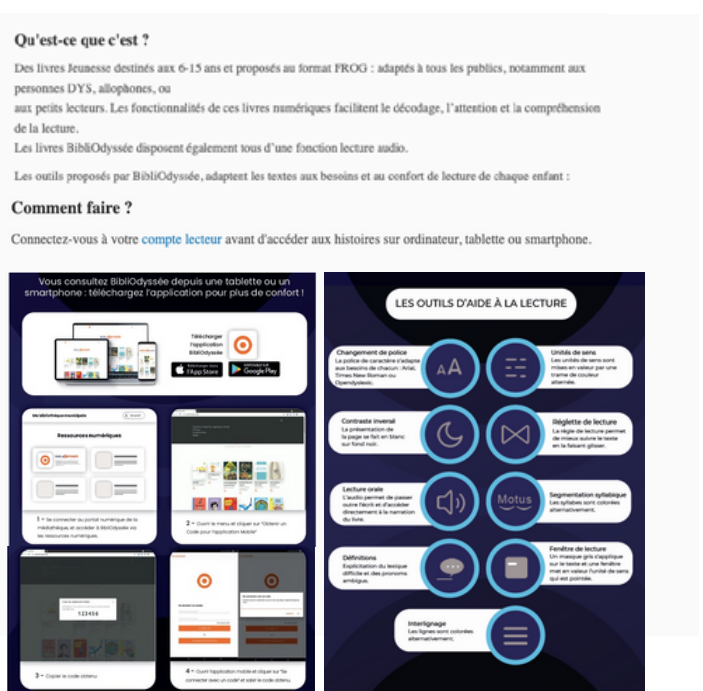 Qu'est-ce que c'est ?
Des livres Jeunesse destinés aux 6-15 ans et proposés au format FROG : adaptés à tous les publics, notamment aux
personnes DYS, allophones, ou
aux petits lecteurs. Les fonctionnalités de ces livres numériques facilitent le décodage, l'attention et la compréhension
de la lecture.
Les livres BibliOdyssée disposent également tous d'une fonction lecture audio.
Les outils proposés par BibliOdyssée, adaptent les textes aux besoins et au confort de lecture de chaque enfant :
Comment faire ?
Connectez-vous à votre compte lecteur avant d'accéder aux histoires sur ordinateur, tablette ou smartphone.
Vous consultez BibliOdyssée depuis une tablette ou un
smartphone : téléchargez l'application pour plus de confort !
Télécharger
l'application
BibliOdyssée
Télécharger dans
l'App Store
DISPONIBLE SUR
Google Play
Ma bibliothèque municipale
Ressources numériques
1 - Se connecter au portail numérique de la
médiathèque, et accéder à BibliOdyssée via
les ressources numériques.
2 - Ouvrir le menu et cliquer sur "Obtenir un
Code pour l'application Mobile"
123456
3 - Copier le code obtenu
4 - Ouvrir l'application mobile et cliquer sur "Se
connecter avec un code" et saisir le code obtenu
LES OUTILS D'AIDE À LA LECTURE
Changement de police
La police de caractère s'adapte
aux besoins de chacun : Arial,
Times New Roman ou
Opendyslexic.
AA
Unités de sens
Les unités de sens sont
mises en valeur par une
trame de couleur
alternée.
Contraste inversé
La présentation de
la page se fait en blanc
sur fond noir.
Réglette de lecture
La règle de lecture permet
de mieux suivre le texte
en la faisant glisser.
Lecture orale
L'audio permet de passer
outre l'écrit et d'accéder
directement à la narration
du livre.
Motus
Segmentation syllabique
Les syllabes sont colorées
alternativement.
Définitions
Explicitation du lexique
difficile et des pronoms
ambigus.
Fenêtre de lecture
Un masque gris s'applique
sur le texte et une fenêtre
met en valeur l'unité de sens
qui est pointée.
Interlignage
Les lignes sont colorées
alternativement.